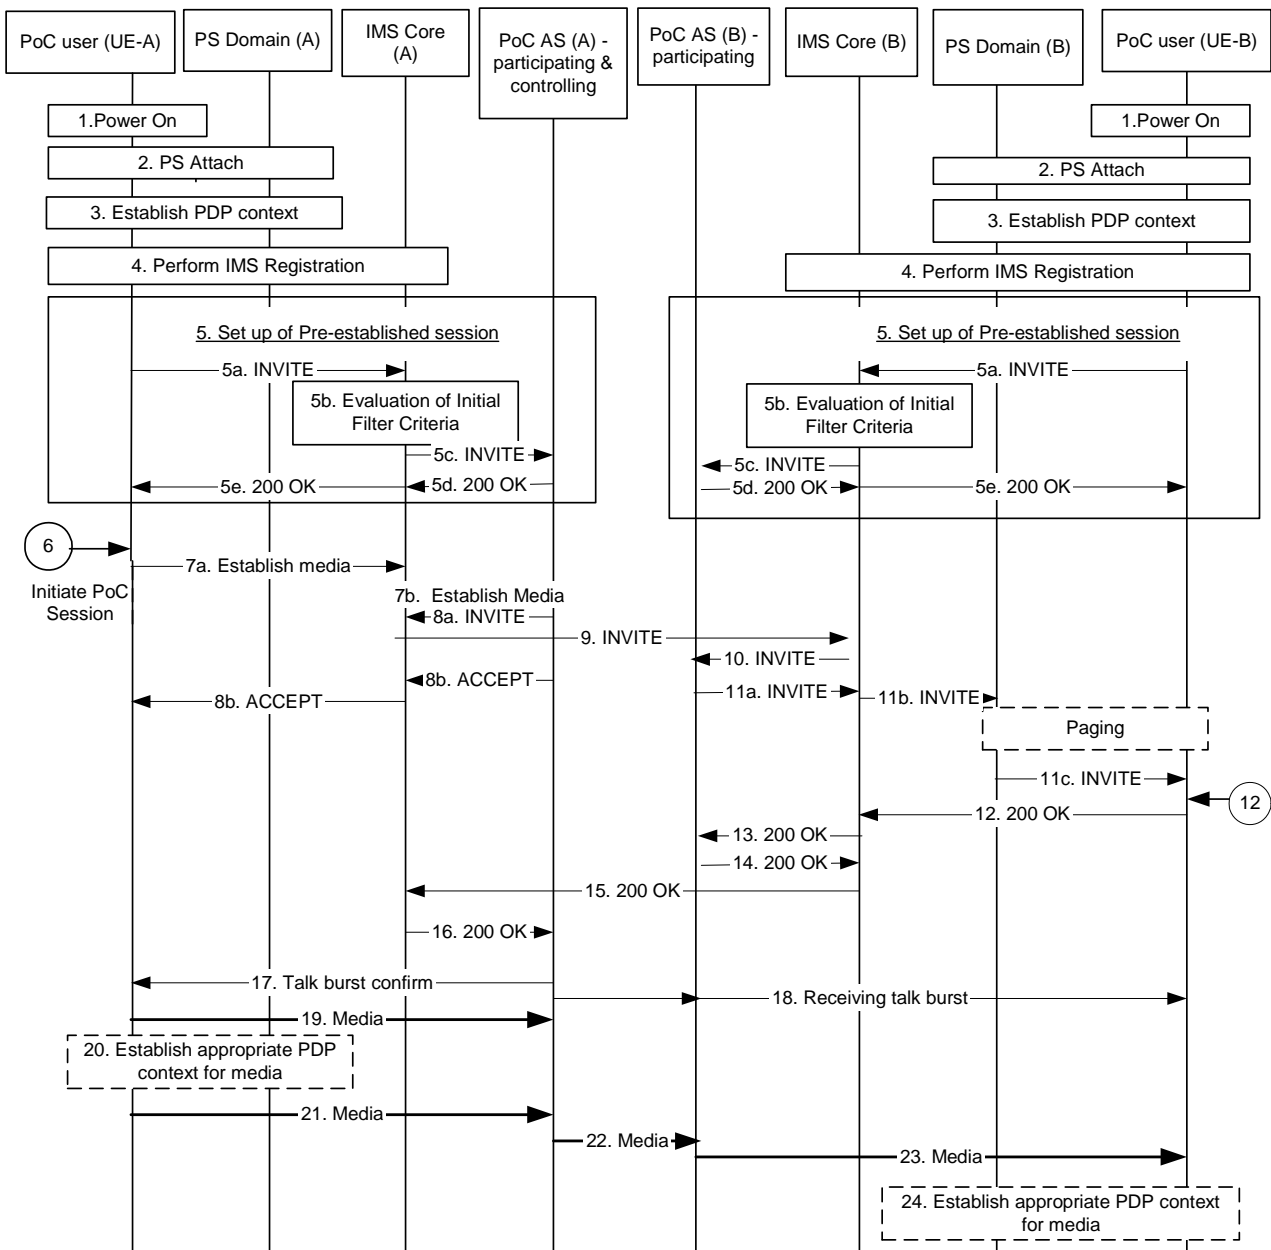 PoC user (UE-A)
PS Domain (A)
IMS Core
(A)
PoC AS (A) -
participating &
controlling
PoC AS (B) -
participating
IMS Core (B)
PS Domain (B)
PoC user (UE-B)
1.Power On
1.Power On
2. PS Attach
2. PS Attach
3. Establish PDP context
3. Establish PDP context
4. Perform IMS Registration
4. Perform IMS Registration
5. Set up of Pre-established session
5. Set up of Pre-established session
5a. INVITE
5a. INVITE
5b. Evaluation of Initial
Filter Criteria
5b. Evaluation of Initial
Filter Criteria
5c. INVITE
5c. INVITE
5e. 200 OK
5d. 200 OK
5d. 200 OK
5e. 200 OK
6
Initiate PoC
Session
7a. Establish media
7b. Establish Media
8a. INVITE
9. INVITE
10. INVITE
8b. ACCEPT
8b. ACCEPT
11a. INVITE
11b. INVITE
Paging
11c. INVITE
12
12. 200 OK
13. 200 OK
14. 200 OK
15. 200 OK
16. 200 OK
17. Talk burst confirm
18. Receiving talk burst
19. Media
20. Establish appropriate PDP
context for media
21. Media
22. Media
23. Media
24. Establish appropriate PDP context
for media